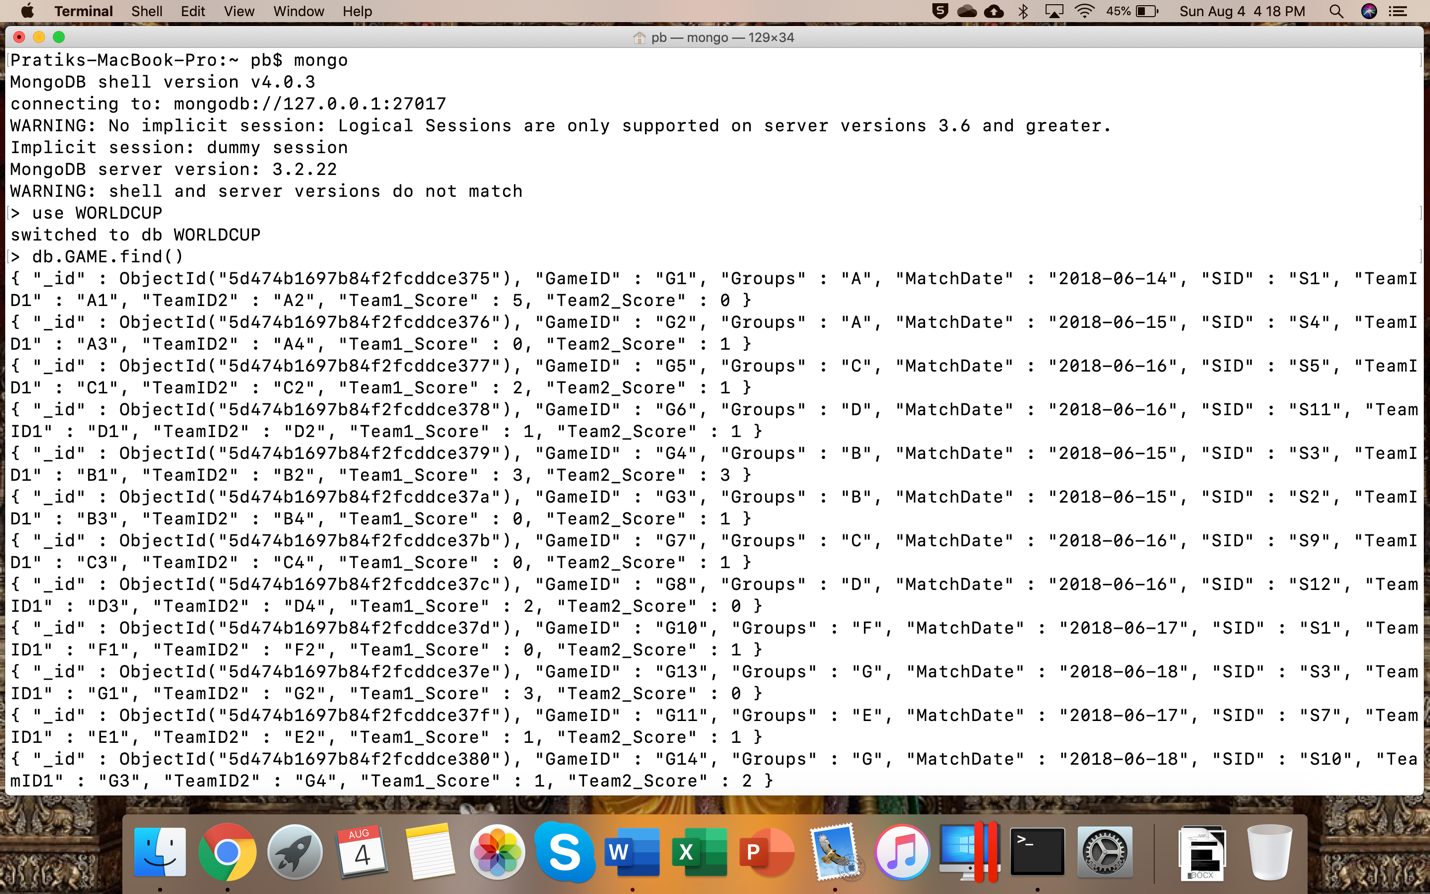 Terminal Shell Edit View Window Help 45% Sun Aug 4 4:18 PM
pb — mongo — 129×34
Pratiks-MacBook-Pro:~ pb$ mongo
MongoDB shell version v4.0.3
connecting to: mongodb://127.0.0.1:27017
WARNING: No implicit session: Logical Sessions are only supported on server versions 3.6 and greater.
Implicit session: dummy session
MongoDB server version: 3.2.22
WARNING: shell and server versions do not match
> use WORLDCUP
switched to db WORLDCUP
> db.GAME.find()
{ "_id" : ObjectId("5d474b1697b84f2fcddce375"), "GameID" : "G1", "Groups" : "A", "MatchDate" : "2018-06-14", "SID" : "S1", "TeamI
D1" : "A1", "TeamID2" : "A2", "Team1_Score" : 5, "Team2_Score" : 0 }
{ "_id" : ObjectId("5d474b1697b84f2fcddce376"), "GameID" : "G2", "Groups" : "A", "MatchDate" : "2018-06-15", "SID" : "S4", "TeamI
D1" : "A3", "TeamID2" : "A4", "Team1_Score" : 0, "Team2_Score" : 1 }
{ "_id" : ObjectId("5d474b1697b84f2fcddce377"), "GameID" : "G5", "Groups" : "C", "MatchDate" : "2018-06-16", "SID" : "S5", "TeamI
D1" : "C1", "TeamID2" : "C2", "Team1_Score" : 2, "Team2_Score" : 1 }
{ "_id" : ObjectId("5d474b1697b84f2fcddce378"), "GameID" : "G6", "Groups" : "D", "MatchDate" : "2018-06-16", "SID" : "S11", "Team
ID1" : "D1", "TeamID2" : "D2", "Team1_Score" : 1, "Team2_Score" : 1 }
{ "_id" : ObjectId("5d474b1697b84f2fcddce379"), "GameID" : "G4", "Groups" : "B", "MatchDate" : "2018-06-15", "SID" : "S3", "TeamI
D1" : "B1", "TeamID2" : "B2", "Team1_Score" : 3, "Team2_Score" : 3 }
{ "_id" : ObjectId("5d474b1697b84f2fcddce37a"), "GameID" : "G3", "Groups" : "B", "MatchDate" : "2018-06-15", "SID" : "S2", "TeamI
D1" : "B3", "TeamID2" : "B4", "Team1_Score" : 0, "Team2_Score" : 1 }
{ "_id" : ObjectId("5d474b1697b84f2fcddce37b"), "GameID" : "G7", "Groups" : "C", "MatchDate" : "2018-06-16", "SID" : "S9", "TeamI
D1" : "C3", "TeamID2" : "C4", "Team1_Score" : 0, "Team2_Score" : 1 }
{ "_id" : ObjectId("5d474b1697b84f2fcddce37c"), "GameID" : "G8", "Groups" : "D", "MatchDate" : "2018-06-16", "SID" : "S12", "Team
ID1" : "D3", "TeamID2" : "D4", "Team1_Score" : 2, "Team2_Score" : 0 }
{ "_id" : ObjectId("5d474b1697b84f2fcddce37d"), "GameID" : "G10", "Groups" : "F", "MatchDate" : "2018-06-17", "SID" : "S1", "Team
ID1" : "F1", "TeamID2" : "F2", "Team1_Score" : 0, "Team2_Score" : 1 }
{ "_id" : ObjectId("5d474b1697b84f2fcddce37e"), "GameID" : "G13", "Groups" : "G", "MatchDate" : "2018-06-18", "SID" : "S3", "Team
ID1" : "G1", "TeamID2" : "G2", "Team1_Score" : 3, "Team2_Score" : 0 }
{ "_id" : ObjectId("5d474b1697b84f2fcddce37f"), "GameID" : "G11", "Groups" : "E", "MatchDate" : "2018-06-17", "SID" : "S7", "Team
ID1" : "E1", "TeamID2" : "E2", "Team1_Score" : 1, "Team2_Score" : 1 }
{ "_id" : ObjectId("5d474b1697b84f2fcddce380"), "GameID" : "G14", "Groups" : "G", "MatchDate" : "2018-06-18", "SID" : "S10", "Tea
mID1" : "G3", "TeamID2" : "G4", "Team1_Score" : 1, "Team2_Score" : 2 }
AUG
4
S
W
X
P
>_
DOCX